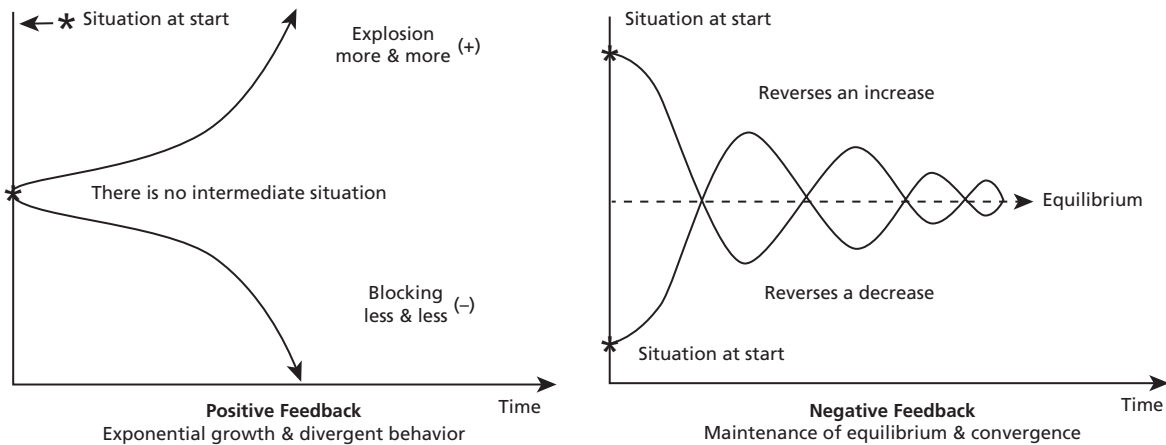 * Situation at start
Explosion
more & more (+)
There is no intermediate situation
Blocking
less & less (–)
Time
Positive Feedback
Exponential growth & divergent behavior
Situation at start
Reverses an increase
Equilibrium
Reverses a decrease
Situation at start
Time
Negative Feedback
Maintenance of equilibrium & convergence